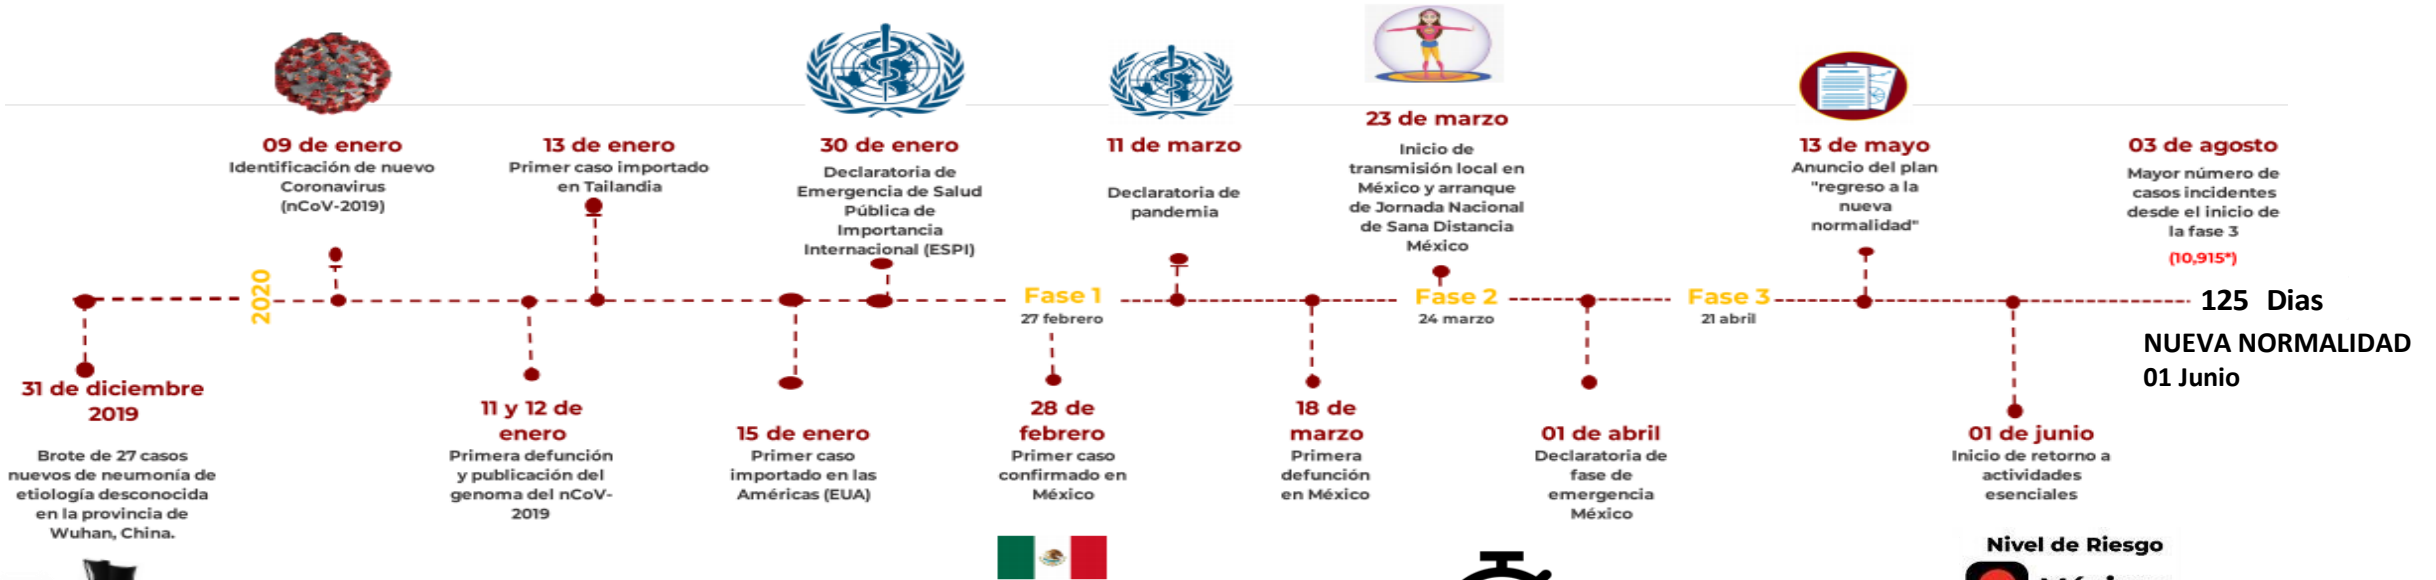 09 de enero
Identificación de nuevo
Coronavirus
(nCoV-2019)
13 de enero
Primer caso importado
en Tailandia
30 de enero
Declaratoria de
Emergencia de Salud
Pública de
Importancia
Internacional (ESPI)
11 de marzo
Declaratoria de
pandemia
23 de marzo
Inicio de
transmisión local en
México y arranque
de Jornada Nacional
de Sana Distancia
México
13 de mayo
Anuncio del plan
"regreso a la
nueva
normalidad"
03 de agosto
Mayor número de
casos incidentes
desde el inicio de
la fase 3
(10,915*)
2020
Fase 1
27 febrero
Fase 2
24 marzo
Fase 3
21 abril
125 Dias
NUEVA NORMALIDAD
01 Junio
31 de diciembre
2019
Brote de 27 casos
nuevos de neumonía de
etiología desconocida
en la provincia de
Wuhan, China.
11 y 12 de
enero
Primera defunción
y publicación del
genoma del nCoV-
2019
15 de enero
Primer caso
importado en las
Américas (EUA)
28 de
febrero
Primer caso
confirmado en
México
18 de
marzo
Primera
defunción
en México
01 de abril
Declaratoria de
fase de
emergencia
México
01 de junio
Inicio de retorno a
actividades
esenciales
Nivel de Riesgo